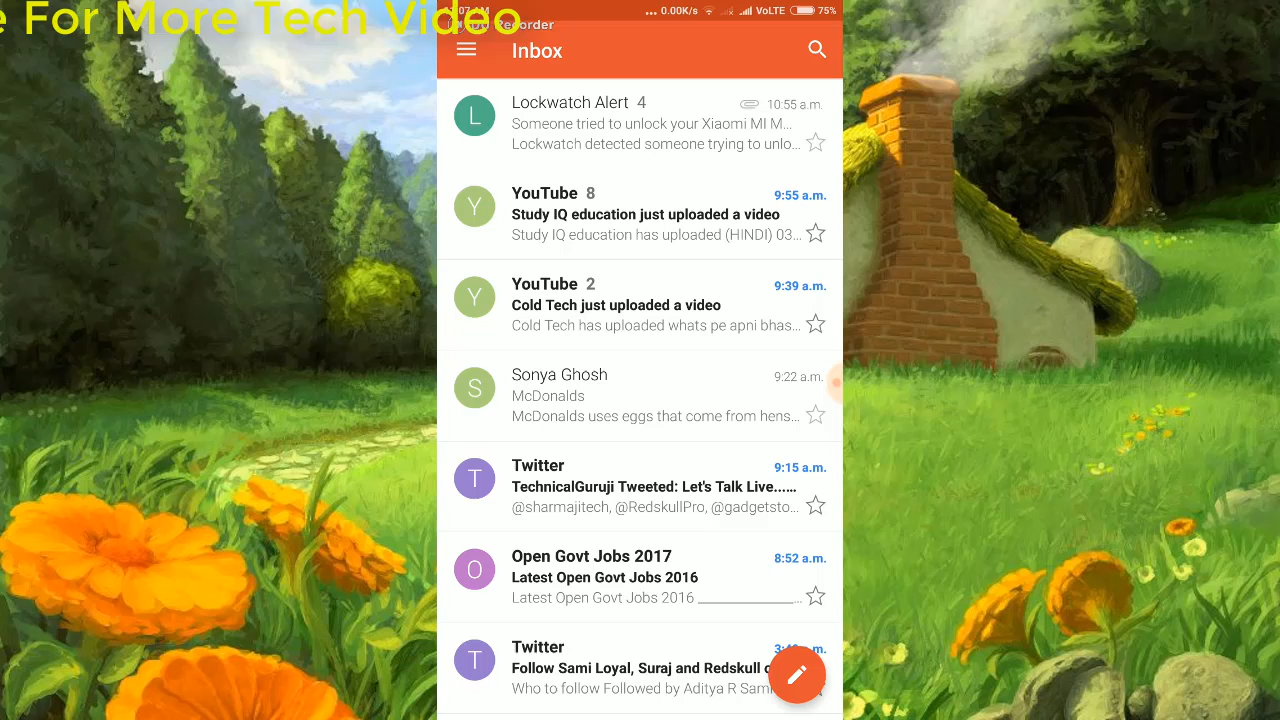 e For More Tech Video
:07 AM ... 0.00K/s VoLTE 75%
Recorder
Inbox
L Lockwatch Alert 4 10:55 a.m.
Someone tried to unlock your Xiaomi MI M...
Lockwatch detected someone trying to unlo...
Y YouTube 8 9:55 a.m.
Study IQ education just uploaded a video
Study IQ education has uploaded (HINDI) 03...
Y YouTube 2 9:39 a.m.
Cold Tech just uploaded a video
Cold Tech has uploaded whats pe apni bhas...
S Sonya Ghosh 9:22 a.m.
McDonalds
McDonalds uses eggs that come from hens...
T Twitter 9:15 a.m.
TechnicalGuruji Tweeted: Let's Talk Live......
@sharmajitech, @RedskullPro, @gadgetsto...
O Open Govt Jobs 2017 8:52 a.m.
Latest Open Govt Jobs 2016
Latest Open Govt Jobs 2016 ______________...
T Twitter
Follow Sami Loyal, Suraj and Redskull
Who to follow Followed by Aditya R Sam